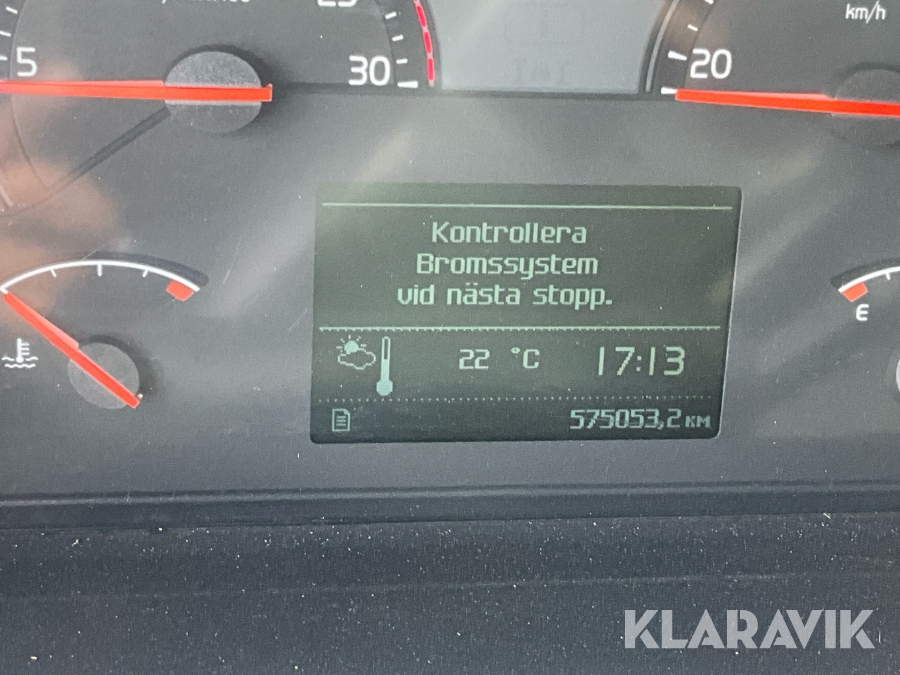 5
30
20
km/h
Kontrollera
Bromssystem
vid nästa stopp.
22 °C 17:13
575053,2 KM
E
KLARAVIK